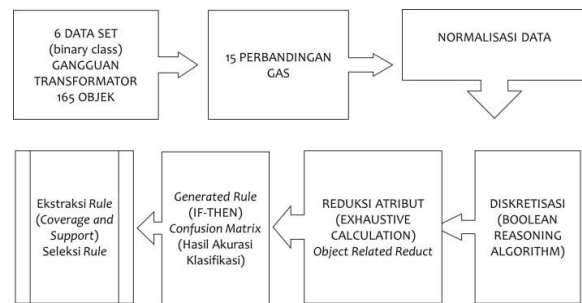 6 DATA SET
(binary class)
GANGGUAN
TRANSFORMATOR
165 OBJEK
15 PERBANDINGAN
GAS
NORMALISASI DATA
DISKRETISASI
(BOOLEAN
REASONING
ALGORITHM)
REDUKSI ATRIBUT
(EXHAUSTIVE
CALCULATION)
Object Related Reduct
Generated Rule
(IF-THEN)
Confusion Matrix
(Hasil Akurasi
Klasifikasi)
Ekstraksi Rule
(Coverage and
Support)
Seleksi Rule